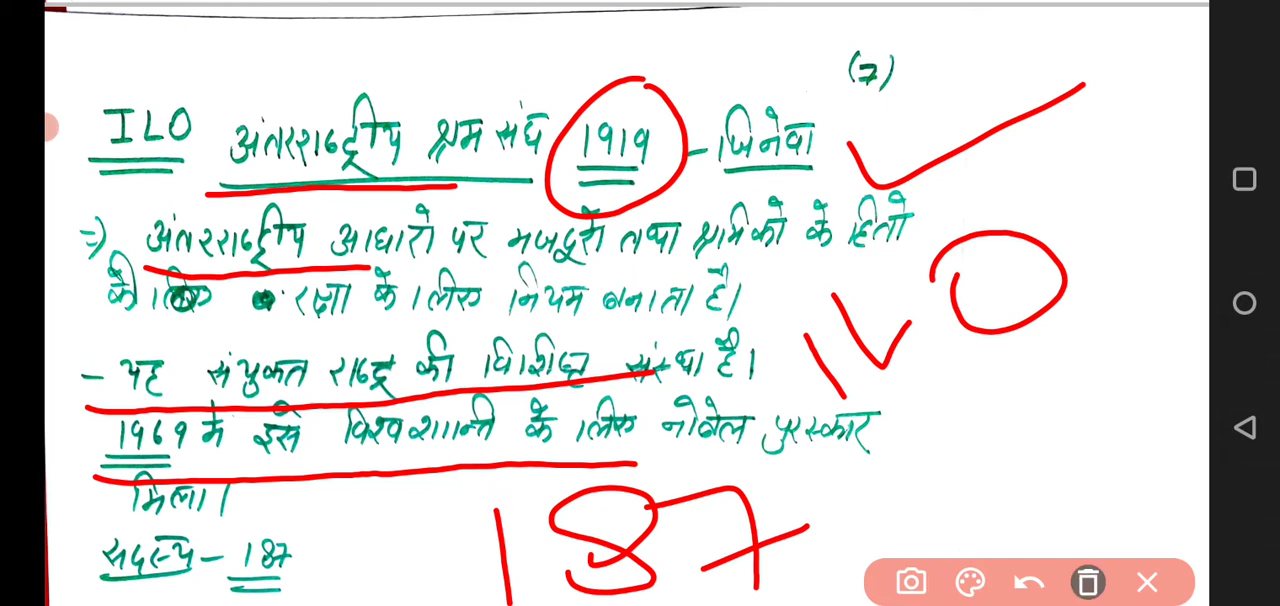 (7)
ILO अंतरराष्ट्रीय श्रम संघ 1919 - जिनेवा
⇒ अंतरराष्ट्रीय आधारो पर मजदूरो तथा श्रमिको के हितो
के लिए रक्षा के लिए नियम बनाता है।
- यह संयुक्त राष्ट्र की विशिष्ट संस्था है।
ILO
1969 मे इसे विश्वशान्ति के लिए नोबेल पुरस्कार
मिला।
सदस्य - 187
187